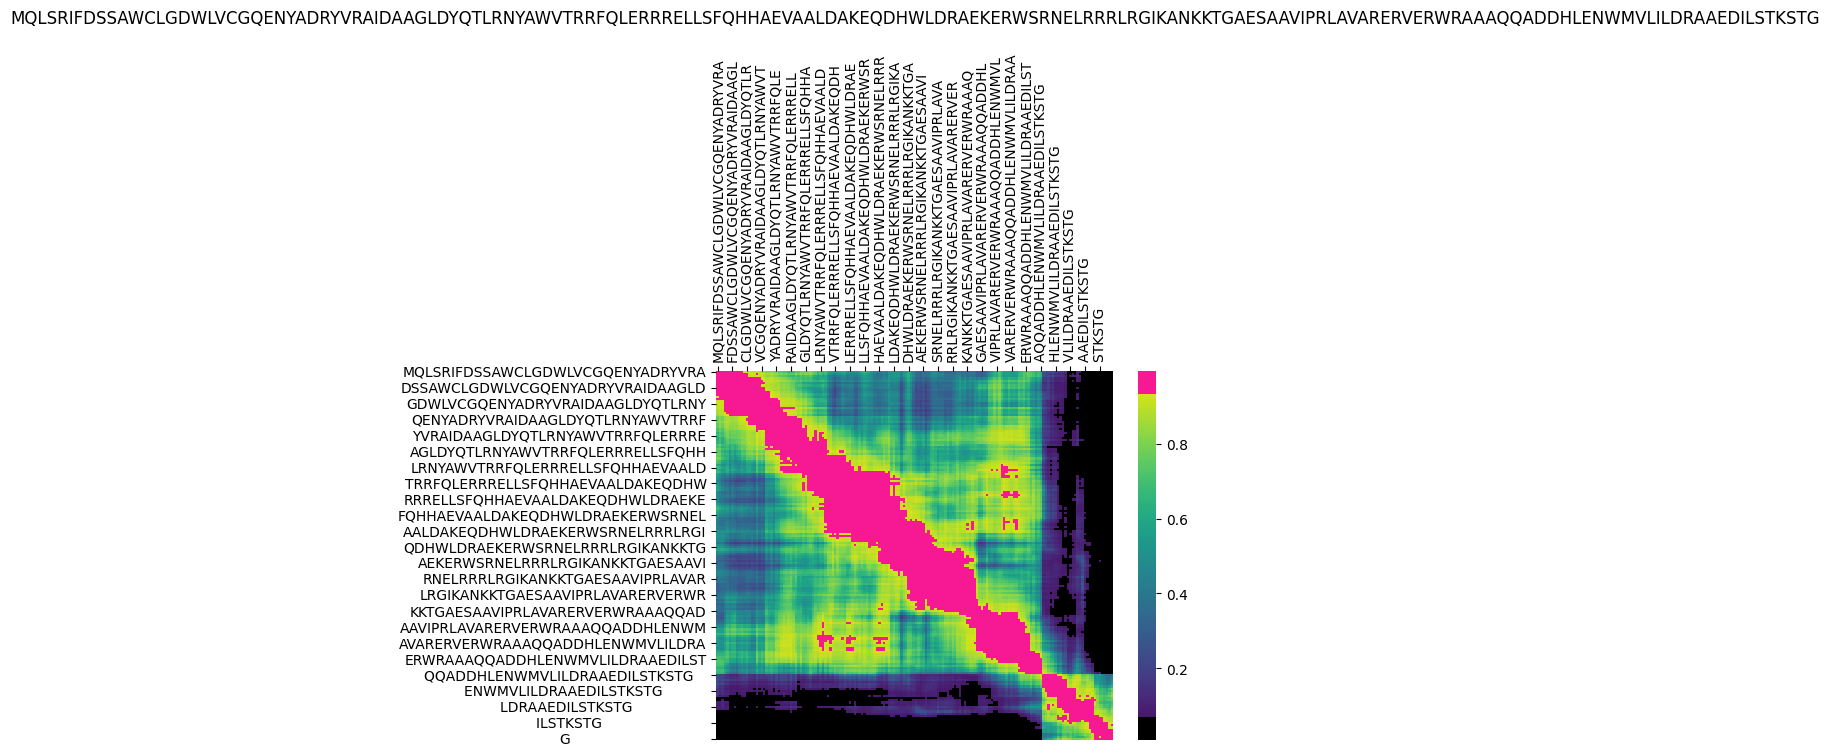 MQLSRIFDSSAWCLGDWLVCGQENYADRYVRAIDAAGLDYQTLRNYAWVTRRFQLERRRELLSFQHHAEVAALDAKEQDHWLDRAEKERWSRNELRRRLRGIKANKKTGAESAAVIPRLAVARERVERWRAAAQQADDHLENWMVLILDRAAEDILSTKSTG
MQLSRIFDSSAWCLGDWLVCGQENYADRYVRA
FDSSAWCLGDWLVCGQENYADRYVRAIDAAGL
CLGDWLVCGQENYADRYVRAIDAAGLDYQTLR
VCGQENYADRYVRAIDAAGLDYQTLRNYAWVT
YADRYVRAIDAAGLDYQTLRNYAWVTRRFQLE
RAIDAAGLDYQTLRNYAWVTRRFQLERRRELL
GLDYQTLRNYAWVTRRFQLERRRELLSFQHHA
LRNYAWVTRRFQLERRRELLSFQHHAEVAALD
VTRRFQLERRRELLSFQHHAEVAALDAKEQDH
LERRRELLSFQHHAEVAALDAKEQDHWLDRAE
LLSFQHHAEVAALDAKEQDHWLDRAEKERWSR
HAEVAALDAKEQDHWLDRAEKERWSRNELRRR
LDAKEQDHWLDRAEKERWSRNELRRRLRGIKA
DHWLDRAEKERWSRNELRRRLRGIKANKKTGA
AEKERWSRNELRRRLRGIKANKKTGAESAAVI
SRNELRRRLRGIKANKKTGAESAAVIPRLAVA
RRLRGIKANKKTGAESAAVIPRLAVARERVER
KANKKTGAESAAVIPRLAVARERVERWRAAAQ
GAESAAVIPRLAVARERVERWRAAAQQADDHL
VIPRLAVARERVERWRAAAQQADDHLENWMVL
VARERVERWRAAAQQADDHLENWMVLILDRAA
ERWRAAAQQADDHLENWMVLILDRAAEDILST
AQQADDHLENWMVLILDRAAEDILSTKSTG
HLENWMVLILDRAAEDILSTKSTG
VLILDRAAEDILSTKSTG
AAEDILSTKSTG
STKSTG
MQLSRIFDSSAWCLGDWLVCGQENYADRYVRA
DSSAWCLGDWLVCGQENYADRYVRAIDAAGLD
GDWLVCGQENYADRYVRAIDAAGLDYQTLRNY
QENYADRYVRAIDAAGLDYQTLRNYAWVTRRF
YVRAIDAAGLDYQTLRNYAWVTRRFQLERRRE
AGLDYQTLRNYAWVTRRFQLERRRELLSFQHH
LRNYAWVTRRFQLERRRELLSFQHHAEVAALD
TRRFQLERRRELLSFQHHAEVAALDAKEQDHW
RRRELLSFQHHAEVAALDAKEQDHWLDRAEKE
FQHHAEVAALDAKEQDHWLDRAEKERWSRNEL
AALDAKEQDHWLDRAEKERWSRNELRRRLRGI
QDHWLDRAEKERWSRNELRRRLRGIKANKKTG
AEKERWSRNELRRRLRGIKANKKTGAESAAVI
RNELRRRLRGIKANKKTGAESAAVIPRLAVAR
LRGIKANKKTGAESAAVIPRLAVARERVERWR
KKTGAESAAVIPRLAVARERVERWRAAAQQAD
AAVIPRLAVARERVERWRAAAQQADDHLENWM
AVARERVERWRAAAQQADDHLENWMVLILDRA
ERWRAAAQQADDHLENWMVLILDRAAEDILST
QQADDHLENWMVLILDRAAEDILSTKSTG
ENWMVLILDRAAEDILSTKSTG
LDRAAEDILSTKSTG
ILSTKSTG
G
0.8
0.6
0.4
0.2